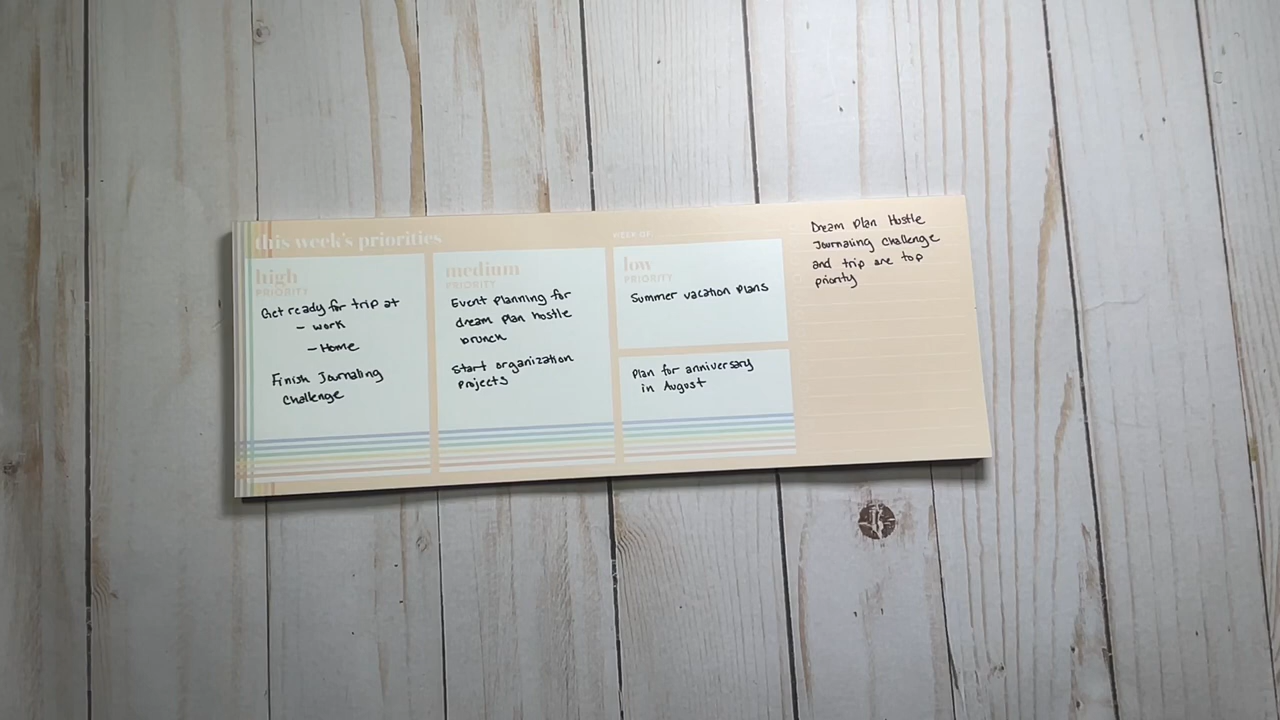 this week's priorities
WEEK OF
high
PRIORITY
Get ready for trip at
- work
- Home
Finish Journaling
Challenge
medium
PRIORITY
Event planning for
dream plan hustle
brunch
Start organization
Projects
low
PRIORITY
Summer vacation plans
Plan for anniversary
in August
Dream Plan Hustle
Journaling Challenge
and trip are top
priority